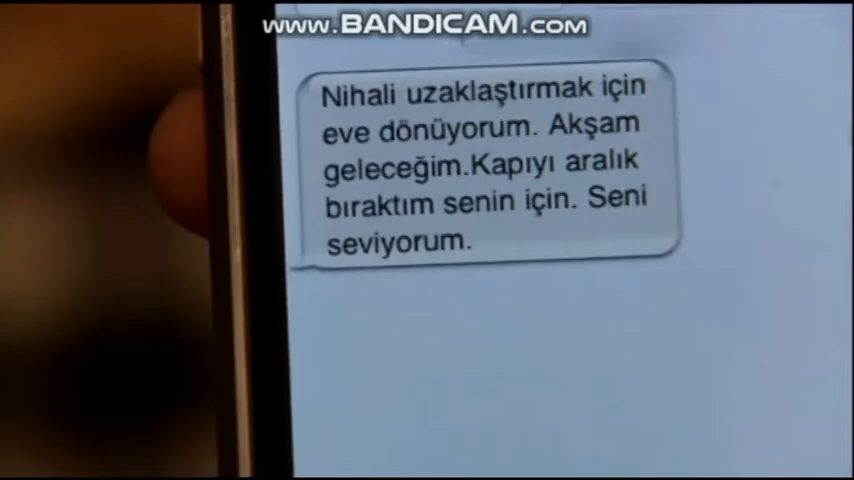 www.BANDICAM.com
Nihali uzaklaştırmak için
eve dönüyorum. Akşam
geleceğim.Kapıyı aralık
bıraktım senin için. Seni
seviyorum.